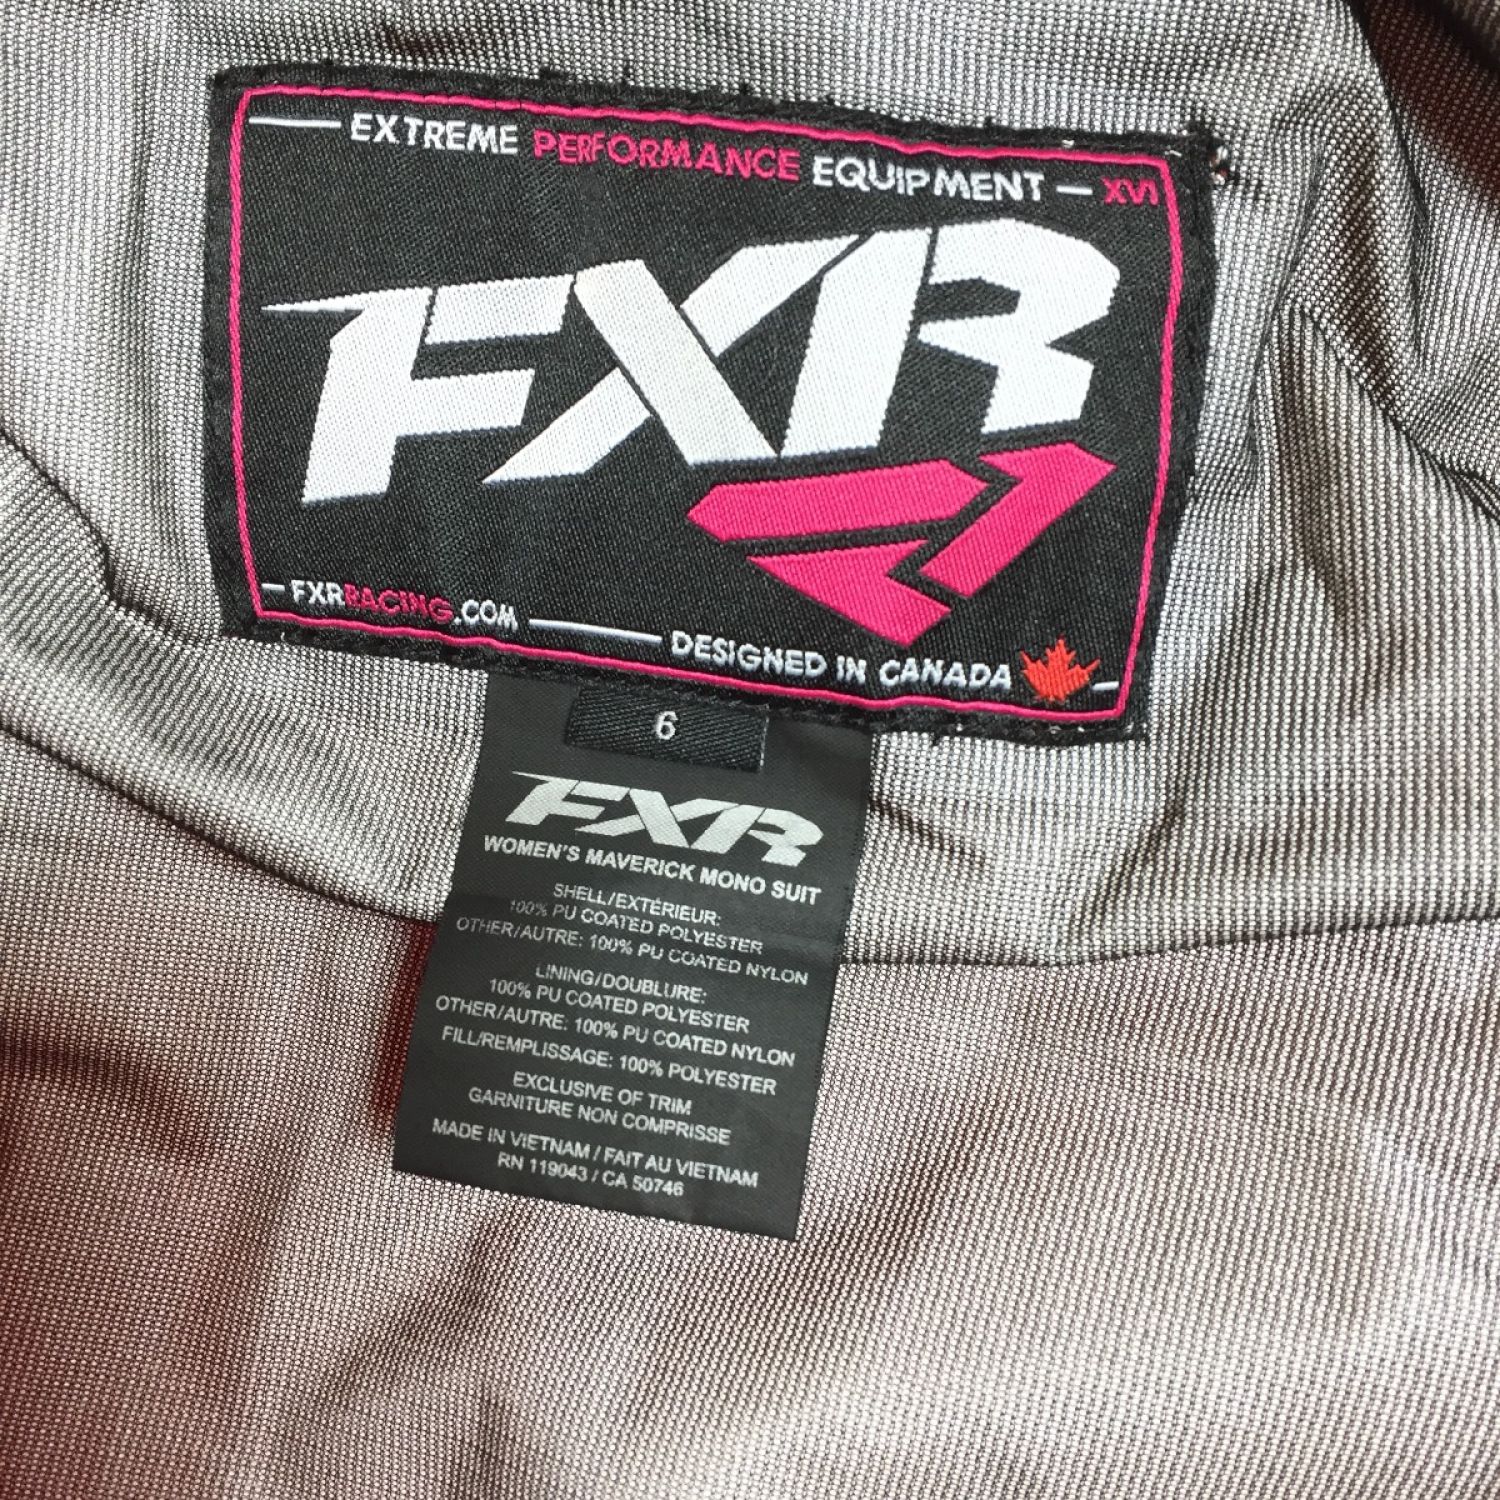 EXTREME PERFORMANCE EQUIPMENT — XVI
FXR
FXRRACING.COM
DESIGNED IN CANADA
6
FXR
WOMEN'S MAVERICK MONO SUIT
SHELL/EXTÉRIEUR:
100% PU COATED POLYESTER
OTHER/AUTRE: 100% PU COATED NYLON
LINING/DOUBLURE:
100% PU COATED POLYESTER
OTHER/AUTRE: 100% PU COATED NYLON
FILL/REMPLISSAGE: 100% POLYESTER
EXCLUSIVE OF TRIM
GARNITURE NON COMPRISSE
MADE IN VIETNAM / FAIT AU VIETNAM
RN 119043 / CA 50746